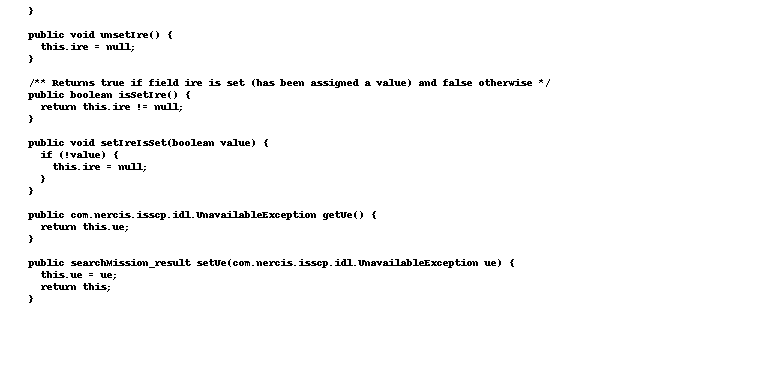 }
public void unsetIre() {
this.ire = null;
}
/** Returns true if field ire is set (has been assigned a value) and false otherwise */
public boolean isSetIre() {
return this.ire != null;
}
public void setIreIsSet(boolean value) {
if (!value) {
this.ire = null;
}
}
public com.nercis.isscp.idl.UnavailableException getUe() {
return this.ue;
}
public searchMission_result setUe(com.nercis.isscp.idl.UnavailableException ue) {
this.ue = ue;
return this;
}